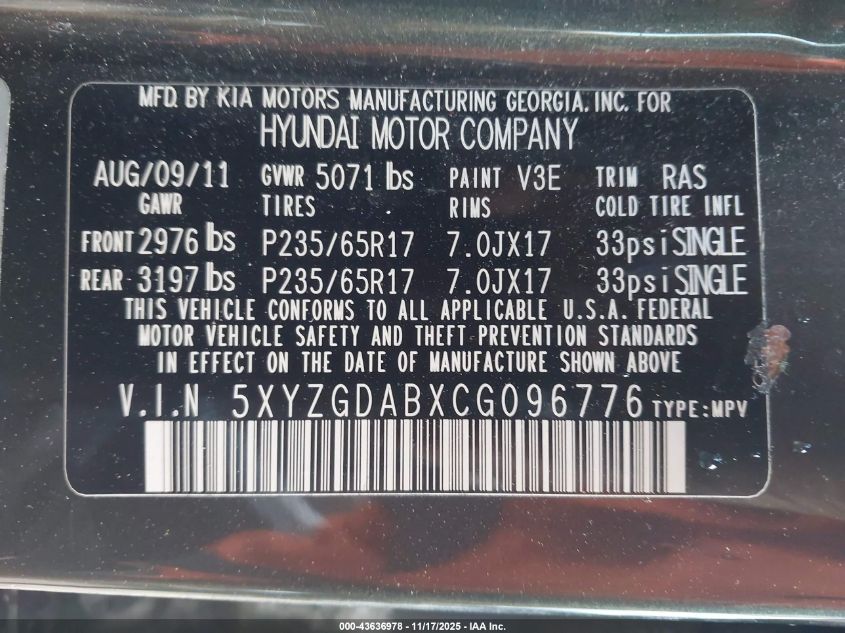 MFD. BY KIA MOTORS MANUFACTURING GEORGIA, INC. FOR
HYUNDAI MOTOR COMPANY
AUG/09/11 GVWR 5071 lbs PAINT V3E TRIM RAS
GAWR TIRES RIMS COLD TIRE INFL
FRONT 2976 lbs P235/65R17 7.0JX17 33psi SINGLE
REAR 3197 lbs P235/65R17 7.0JX17 33psi SINGLE
THIS VEHICLE CONFORMS TO ALL APPLICABLE U.S.A. FEDERAL
MOTOR VEHICLE SAFETY AND THEFT PREVENTION STANDARDS
IN EFFECT ON THE DATE OF MANUFACTURE SHOWN ABOVE
V.I.N 5XYZGDABXCG096776 TYPE:MPV
000-43636978 - 11/17/2025 - IAA Inc.